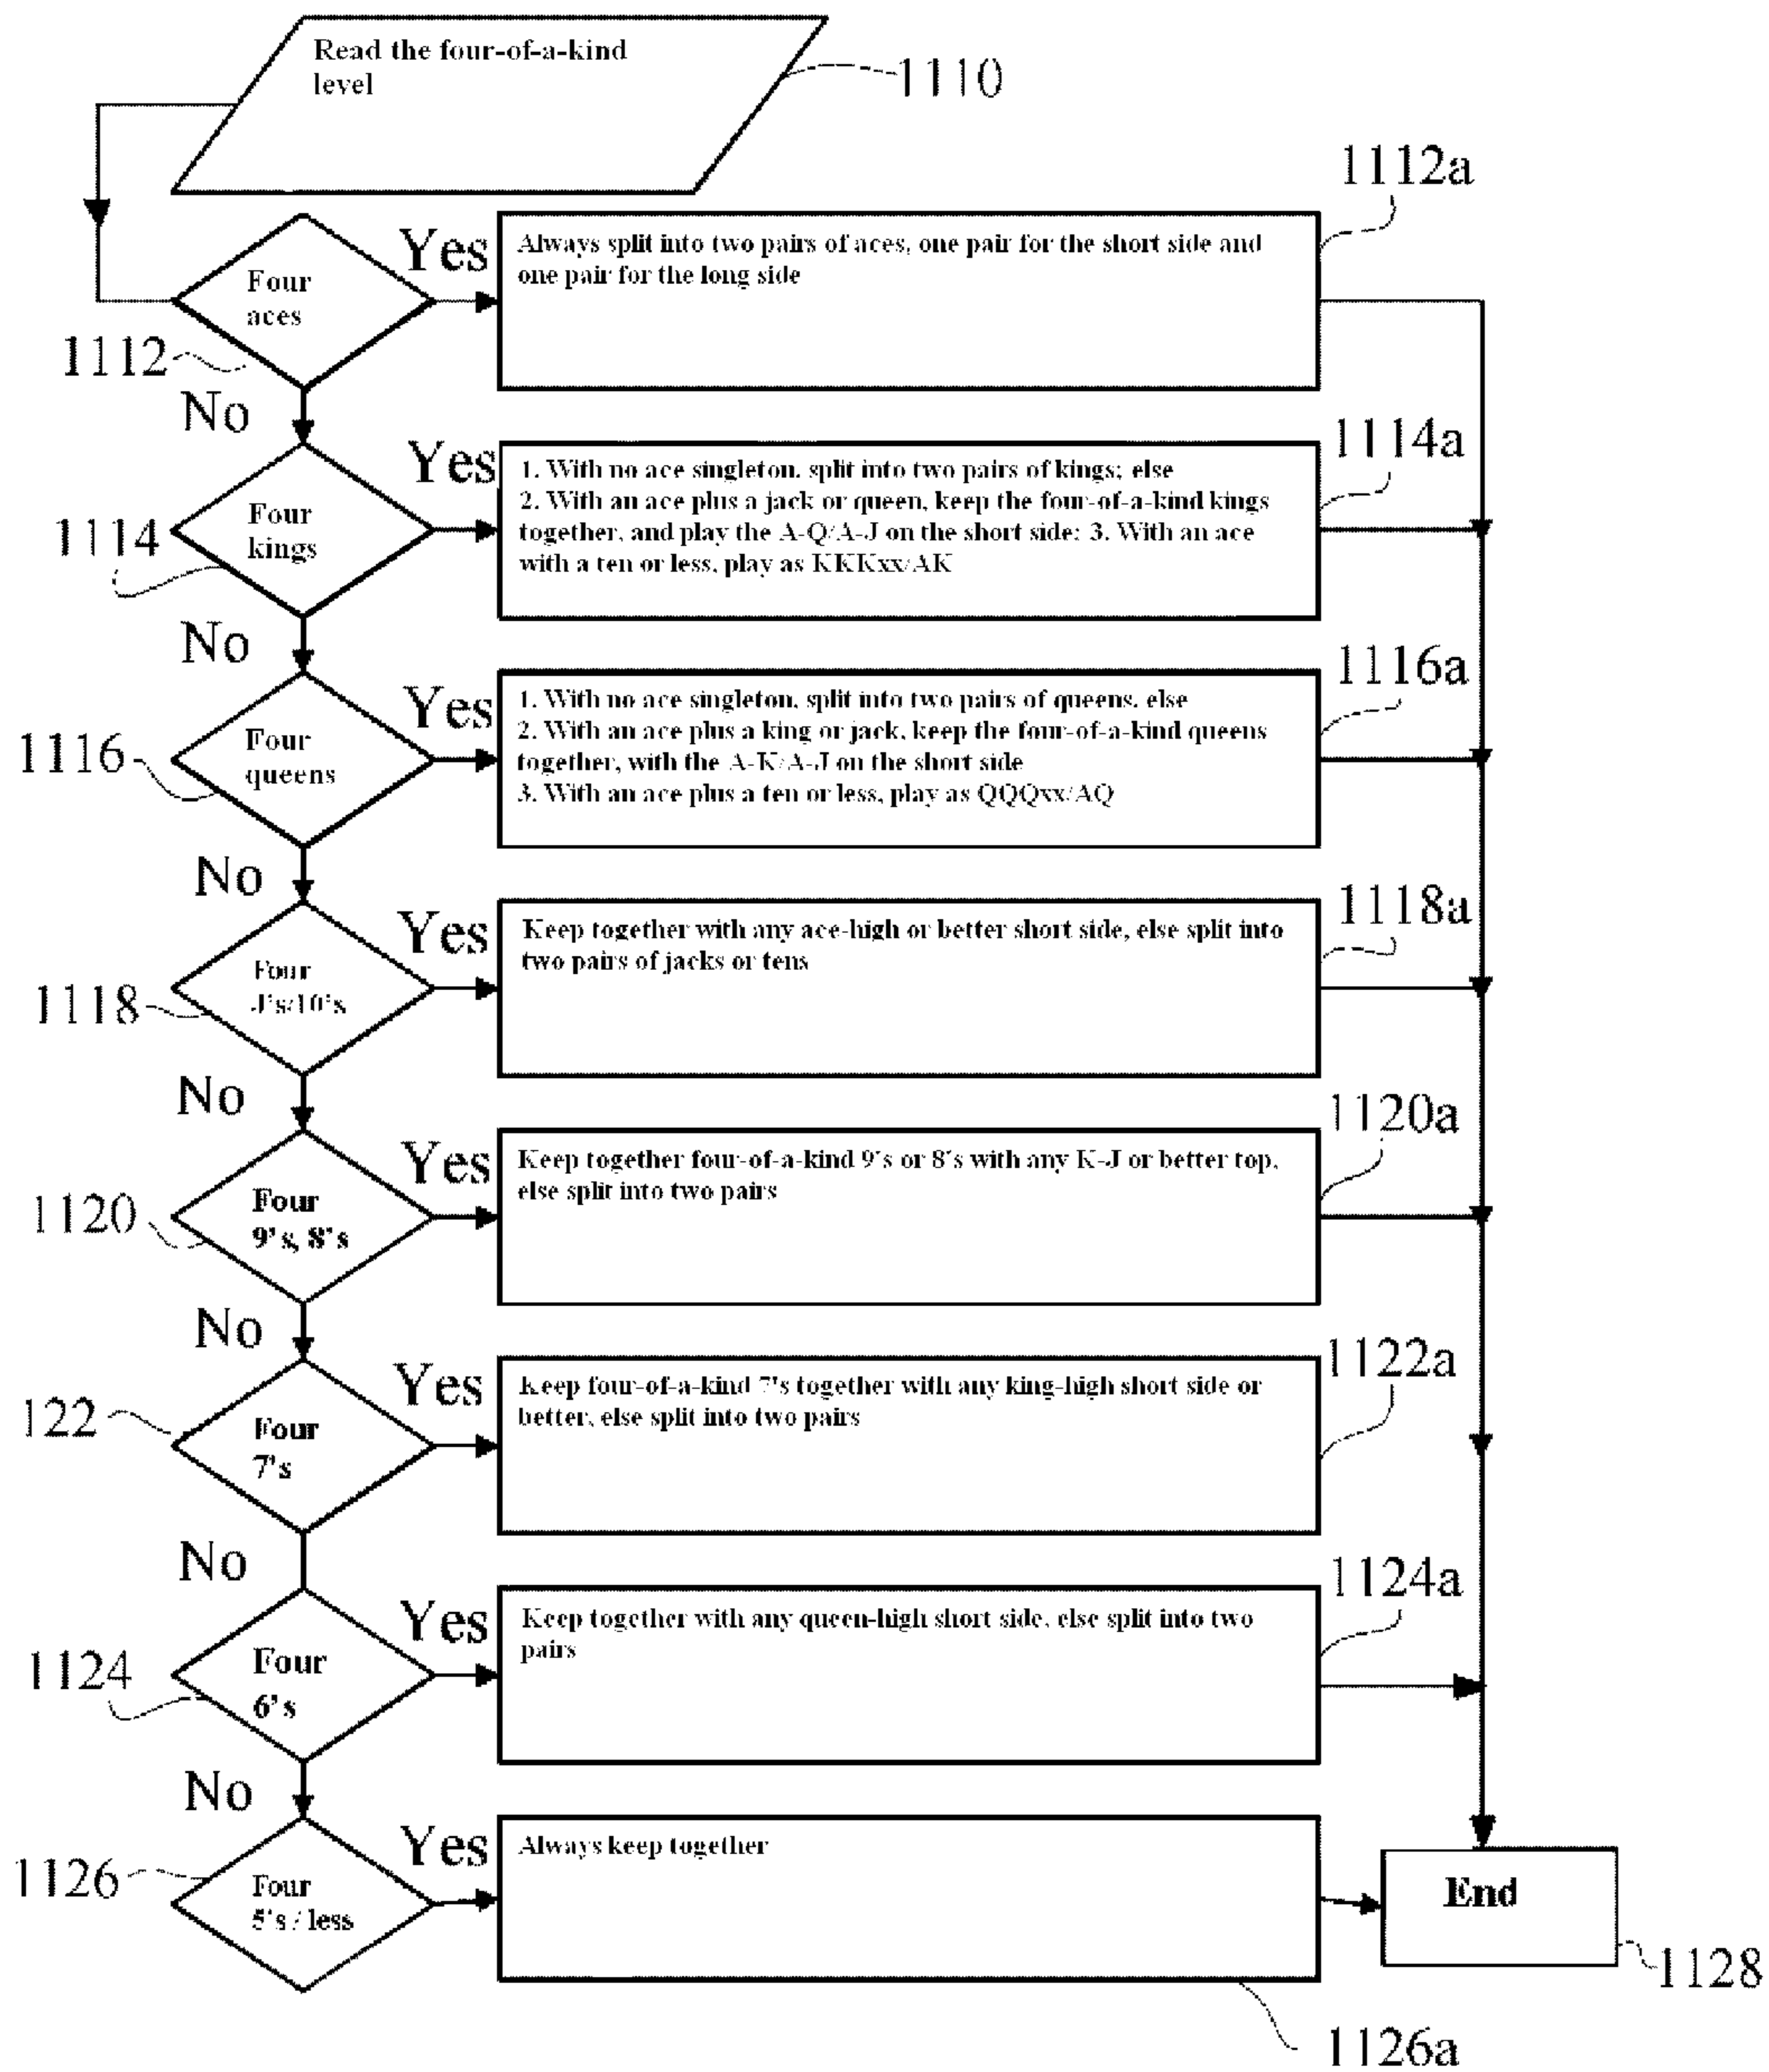 Read the four-of-a-kind
level
1110
1112a
Yes
Always split into two pairs of aces, one pair for the short side and
one pair for the long side
Four
aces
1112
No
1114a
Yes
1. With no ace singleton, split into two pairs of kings; else
2. With an ace plus a jack or queen, keep the four-of-a-kind kings
together, and play the A-Q/A-J on the short side; 3. With an ace
with a ten or less, play as KKKxx/AK
Four
kings
1114
No
1116a
Yes
1. With no ace singleton, split into two pairs of queens, else
2. With an ace plus a king or jack, keep the four-of-a-kind queens
together, with the A-K/A-J on the short side
3. With an ace plus a ten or less, play as QQQxx/AQ
Four
queens
1116
No
1118a
Yes
Keep together with any ace-high or better short side, else split into
two pairs of jacks or tens
Four
J's/10's
1118
No
1120a
Yes
Keep together four-of-a-kind 9's or 8's with any K-J or better top,
else split into two pairs
Four
9's, 8's
1120
No
1122a
Yes
Keep four-of-a-kind 7's together with any king-high short side or
better, else split into two pairs
Four
7's
122
No
1124a
Yes
Keep together with any queen-high short side, else split into two
pairs
Four
6's
1124
No
Yes
Always keep together
Four
5's / less
1126
End
1128
1126a